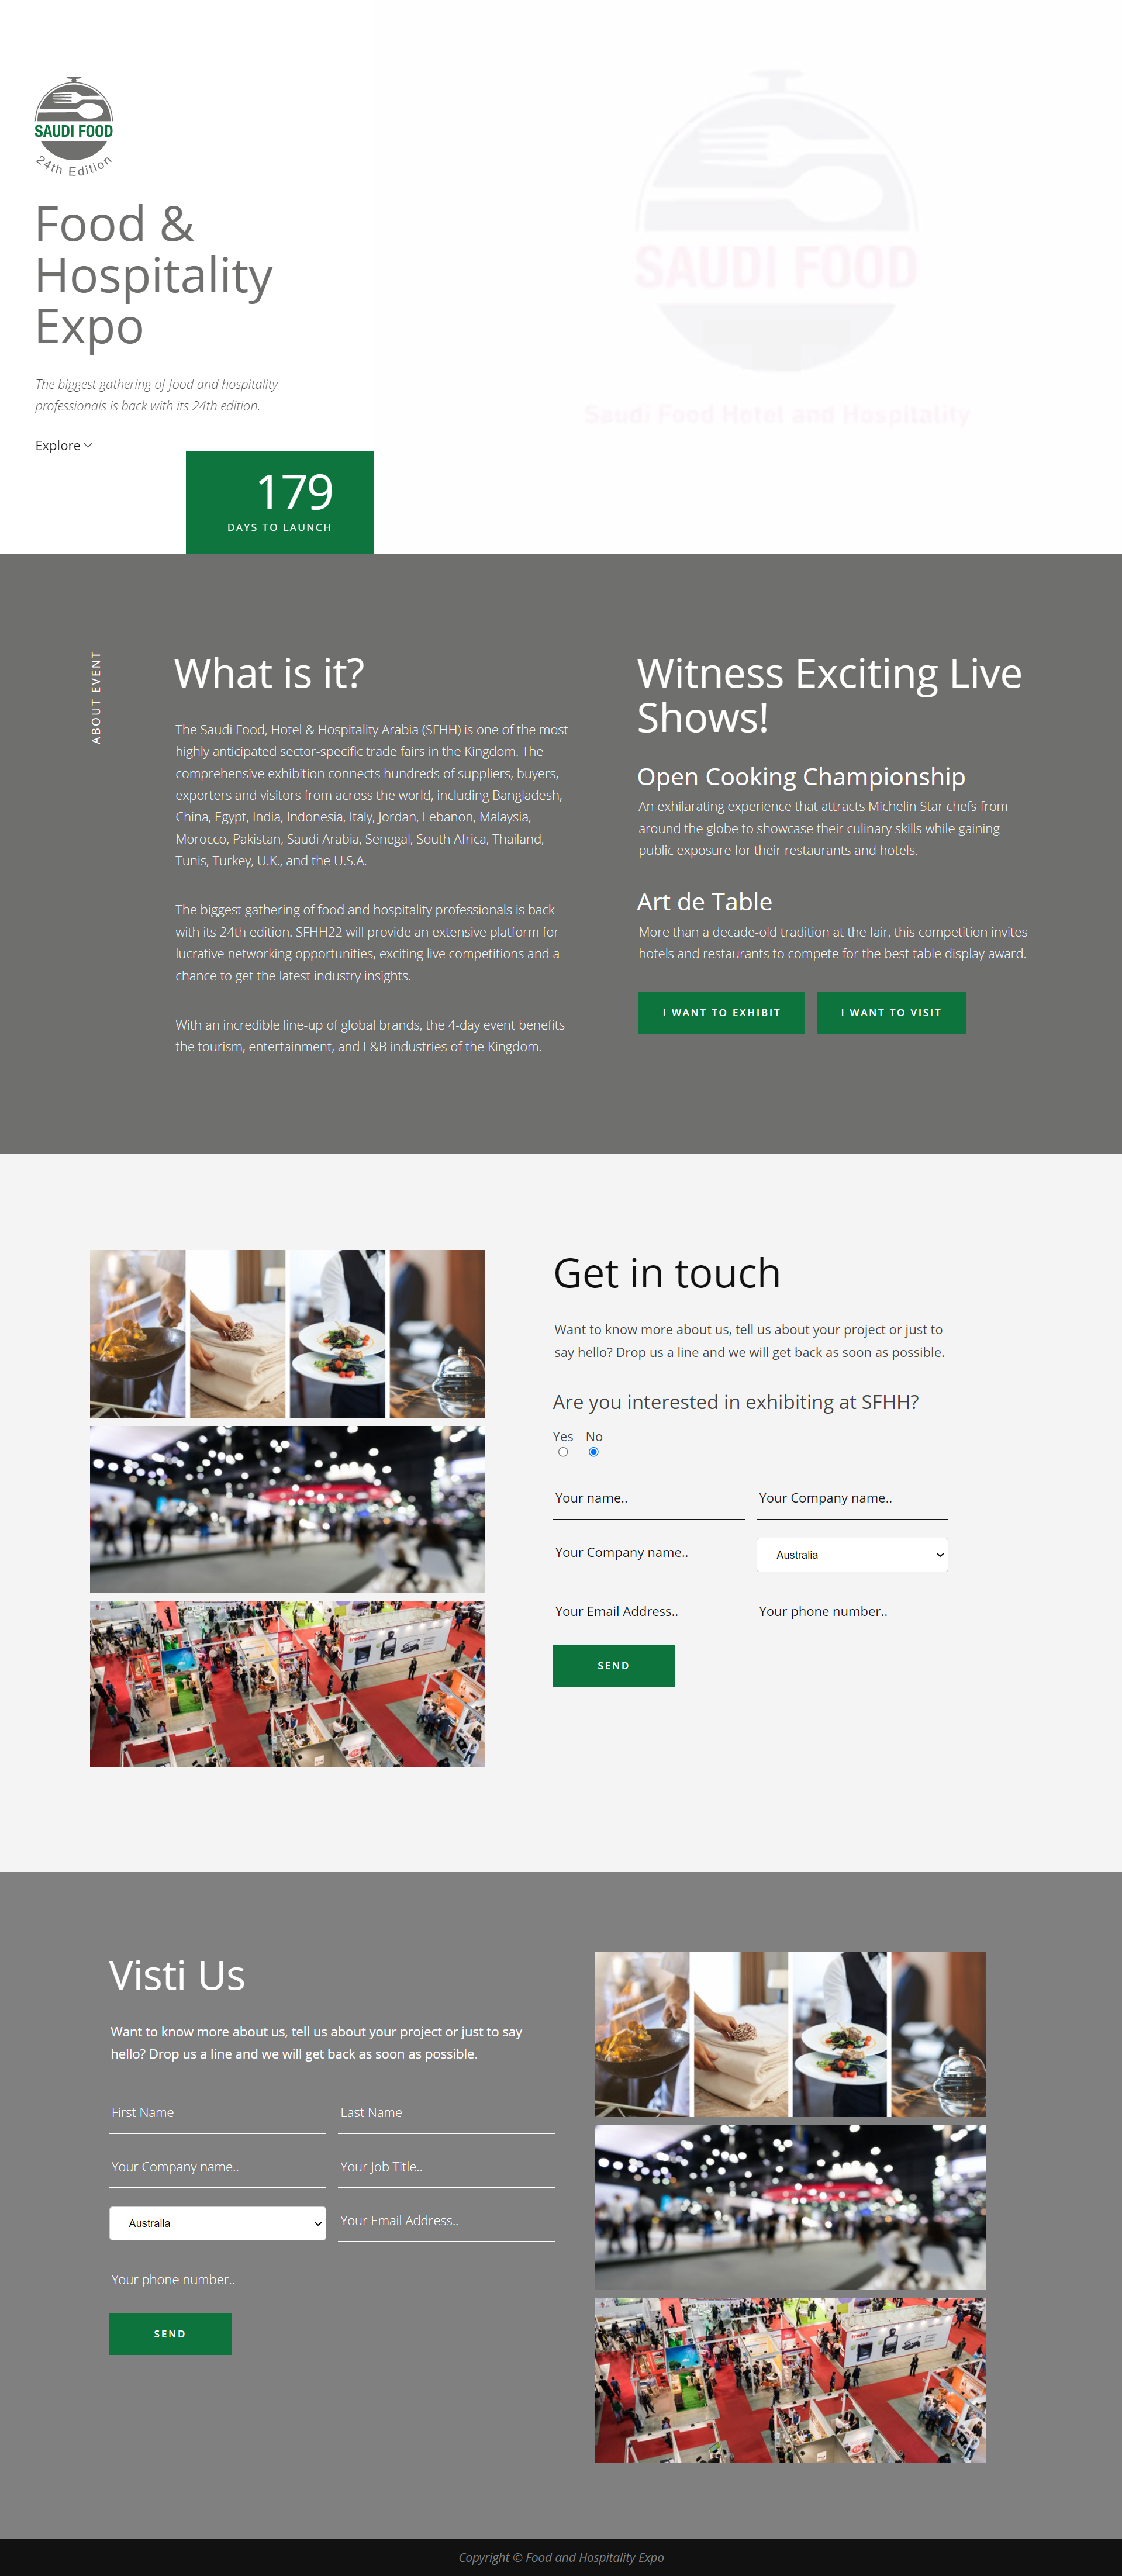 SAUDI FOOD
24th Edition
Food &
Hospitality
Expo
The biggest gathering of food and hospitality
professionals is back with its 24th edition.
Explore
179
DAYS TO LAUNCH
SAUDI FOOD
Saudi Food Hotel and Hospitality
ABOUT EVENT
What is it?
The Saudi Food, Hotel & Hospitality Arabia (SFHH) is one of the most
highly anticipated sector-specific trade fairs in the Kingdom. The
comprehensive exhibition connects hundreds of suppliers, buyers,
exporters and visitors from across the world, including Bangladesh,
China, Egypt, India, Indonesia, Italy, Jordan, Lebanon, Malaysia,
Morocco, Pakistan, Saudi Arabia, Senegal, South Africa, Thailand,
Tunis, Turkey, U.K., and the U.S.A.
The biggest gathering of food and hospitality professionals is back
with its 24th edition. SFHH22 will provide an extensive platform for
lucrative networking opportunities, exciting live competitions and a
chance to get the latest industry insights.
With an incredible line-up of global brands, the 4-day event benefits
the tourism, entertainment, and F&B industries of the Kingdom.
Witness Exciting Live
Shows!
Open Cooking Championship
An exhilarating experience that attracts Michelin Star chefs from
around the globe to showcase their culinary skills while gaining
public exposure for their restaurants and hotels.
Art de Table
More than a decade-old tradition at the fair, this competition invites
hotels and restaurants to compete for the best table display award.
I WANT TO EXHIBIT
I WANT TO VISIT
Get in touch
Want to know more about us, tell us about your project or just to
say hello? Drop us a line and we will get back as soon as possible.
Are you interested in exhibiting at SFHH?
Yes No
Your name..
Your Company name..
Your Company name..
Australia
Your Email Address..
Your phone number..
SEND
Visti Us
Want to know more about us, tell us about your project or just to say
hello? Drop us a line and we will get back as soon as possible.
First Name
Last Name
Your Company name..
Your Job Title..
Australia
Your Email Address..
Your phone number..
SEND
Copyright © Food and Hospitality Expo